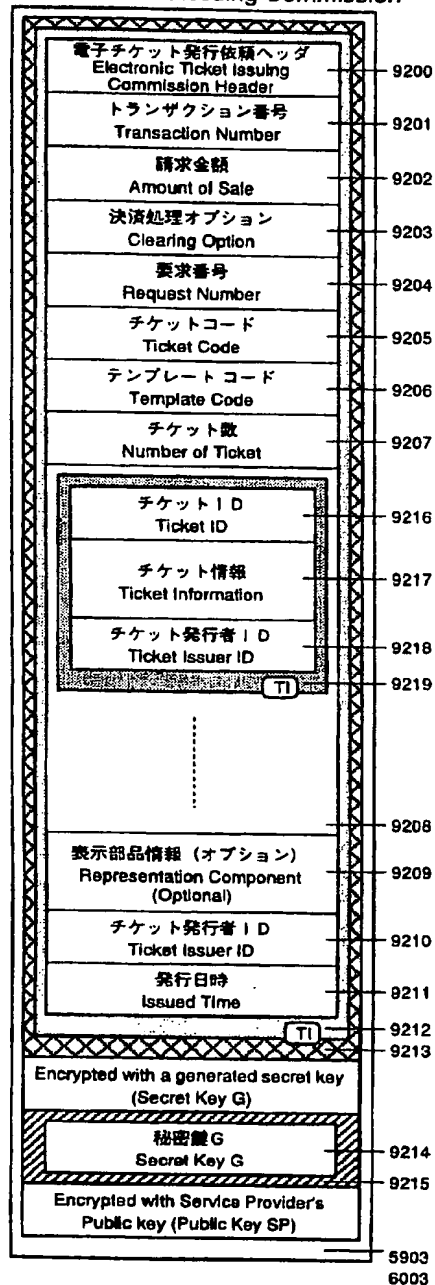 Issuing Commission
電子チケット発行依頼ヘッダ
Electronic Ticket Issuing
Commission Header
9200
トランザクション番号
Transaction Number
9201
請求金額
Amount of Sale
9202
決済処理オプション
Clearing Option
9203
要求番号
Request Number
9204
チケットコード
Ticket Code
9205
テンプレート コード
Template Code
9206
チケット数
Number of Ticket
9207
チケットID
Ticket ID
9216
チケット情報
Ticket Information
9217
チケット発行者ID
Ticket Issuer ID
9218
TI
9219
9208
表示部品情報 (オプション)
Representation Component
(Optional)
9209
チケット発行者ID
Ticket Issuer ID
9210
発行日時
Issued Time
9211
TI
9212
9213
Encrypted with a generated secret key
(Secret Key G)
秘密鍵G
Secret Key G
9214
9215
Encrypted with Service Provider's
Public key (Public Key SP)
5903
6003